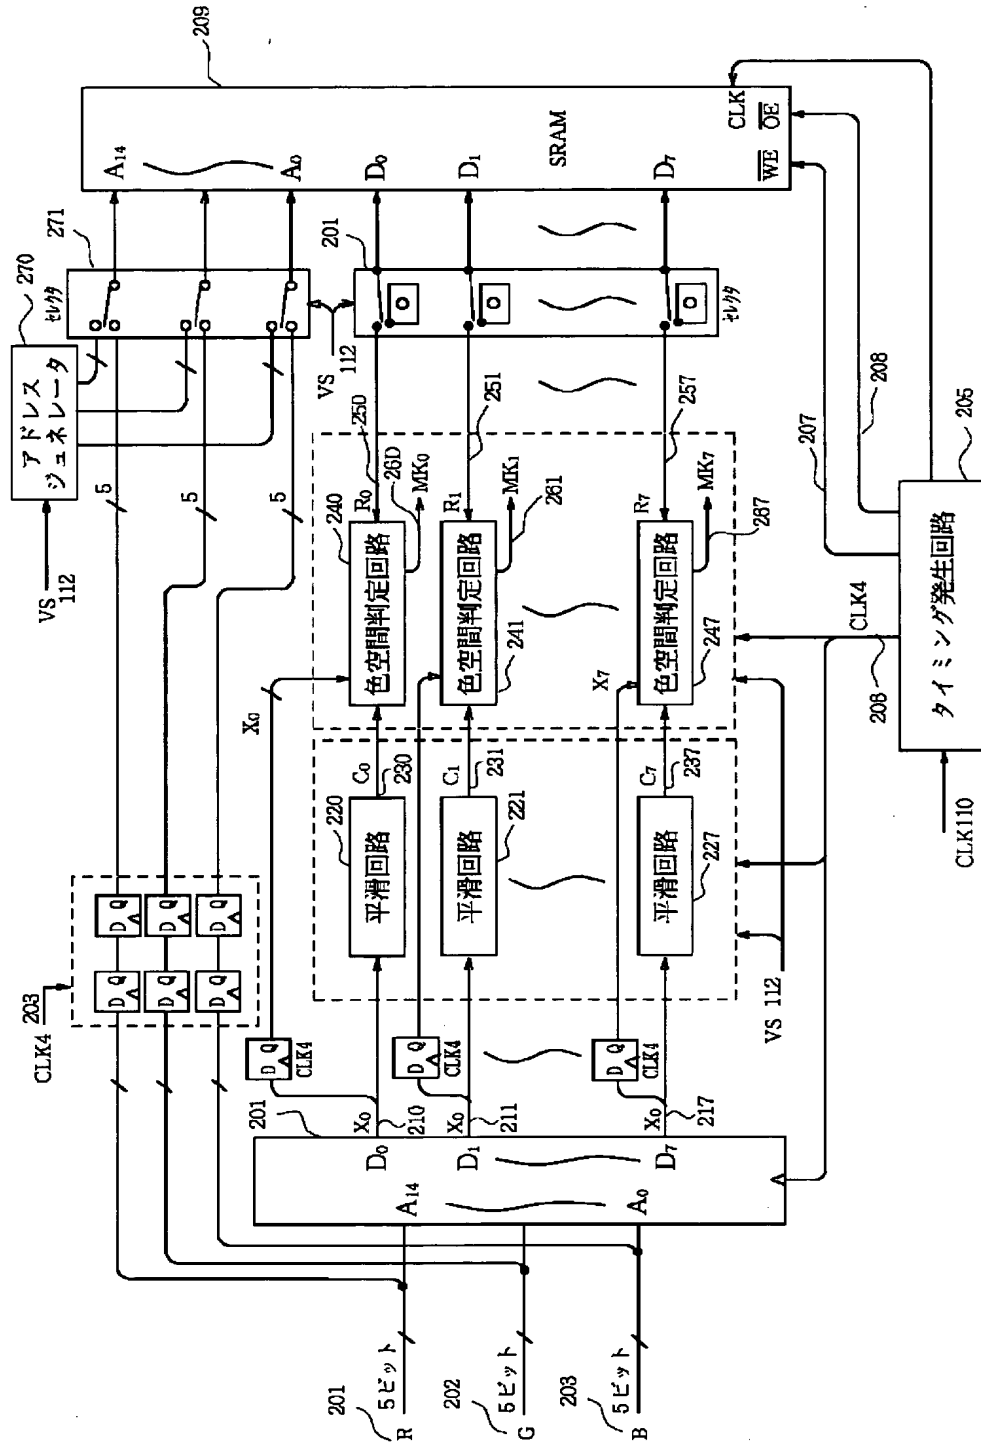 R
201
5ビット
G
202
5ビット
B
203
5ビット
201
A14
A0
D0
D1
D7
X0
210
X0
211
X0
217
CLK4
203
D Q
D Q
D Q
D Q
D Q
D Q
D Q
CLK4
D Q
CLK4
D Q
CLK4
平滑回路
220
平滑回路
221
平滑回路
227
C0
230
C1
231
C7
237
VS 112
X0
X7
色空間判定回路
240
色空間判定回路
241
色空間判定回路
247
R0
250
R1
251
R7
257
26D
MK0
261
MK1
267
MK7
5
5
5
VS
112
アドレス
ジュネレータ
270
セレクタ
271
VS
112
201
セレクタ
209
A14
A0
D0
D1
D7
SRAM
WE
OE
CLK
CLK110
タイミング発生回路
205
CLK4
208
207
208